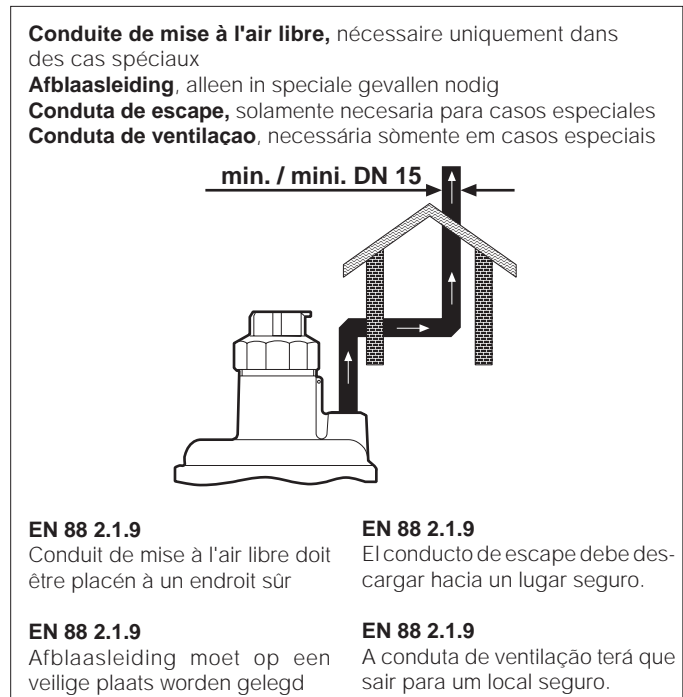 Conduite de mise à l'air libre, nécessaire uniquement dans
des cas spéciaux
Afblaasleiding, alleen in speciale gevallen nodig
Conduta de escape, solamente necesaria para casos especiales
Conduta de ventilaçao, necessária sòmente em casos especiais
min. / mini. DN 15
EN 88 2.1.9
Conduit de mise à l'air libre doit
être placén à un endroit sûr
EN 88 2.1.9
El conducto de escape debe des-
cargar hacia un lugar seguro.
EN 88 2.1.9
Afblaasleiding moet op een
veilige plaats worden gelegd
EN 88 2.1.9
A conduta de ventilação terá que
sair para um local seguro.